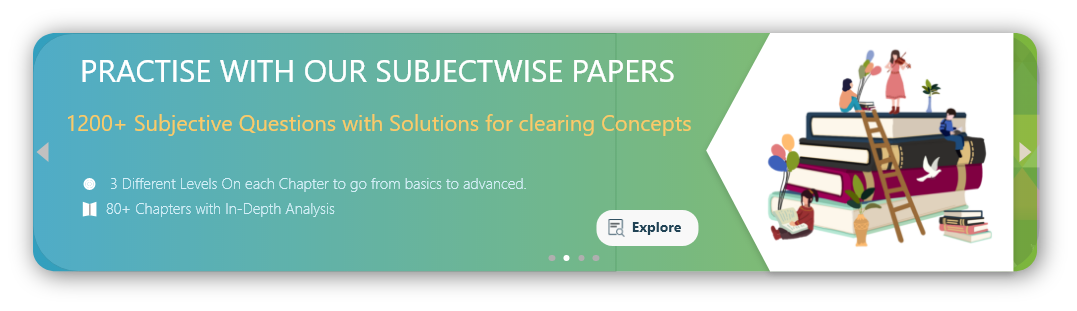 PRACTISE WITH OUR SUBJECTWISE PAPERS
1200+ Subjective Questions with Solutions for clearing Concepts
3 Different Levels On each Chapter to go from basics to advanced.
80+ Chapters with In-Depth Analysis
Explore